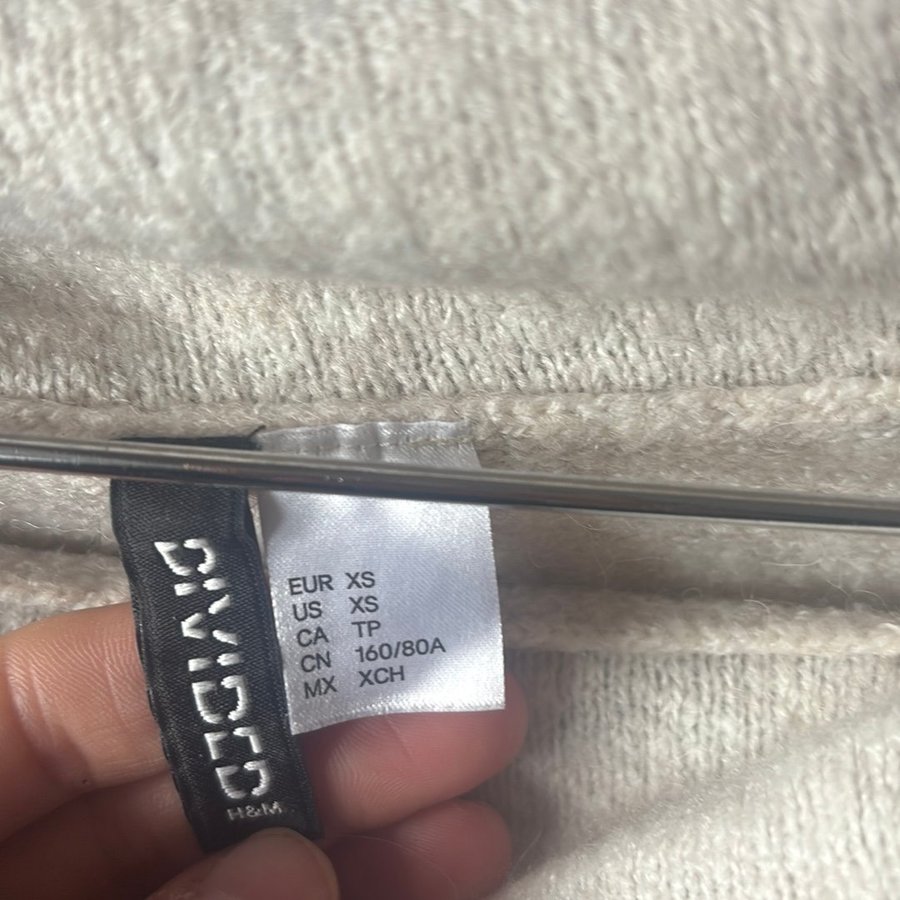 DIVIDED
H&M
EUR XS
US XS
CA TP
CN 160/80A
MX XCH